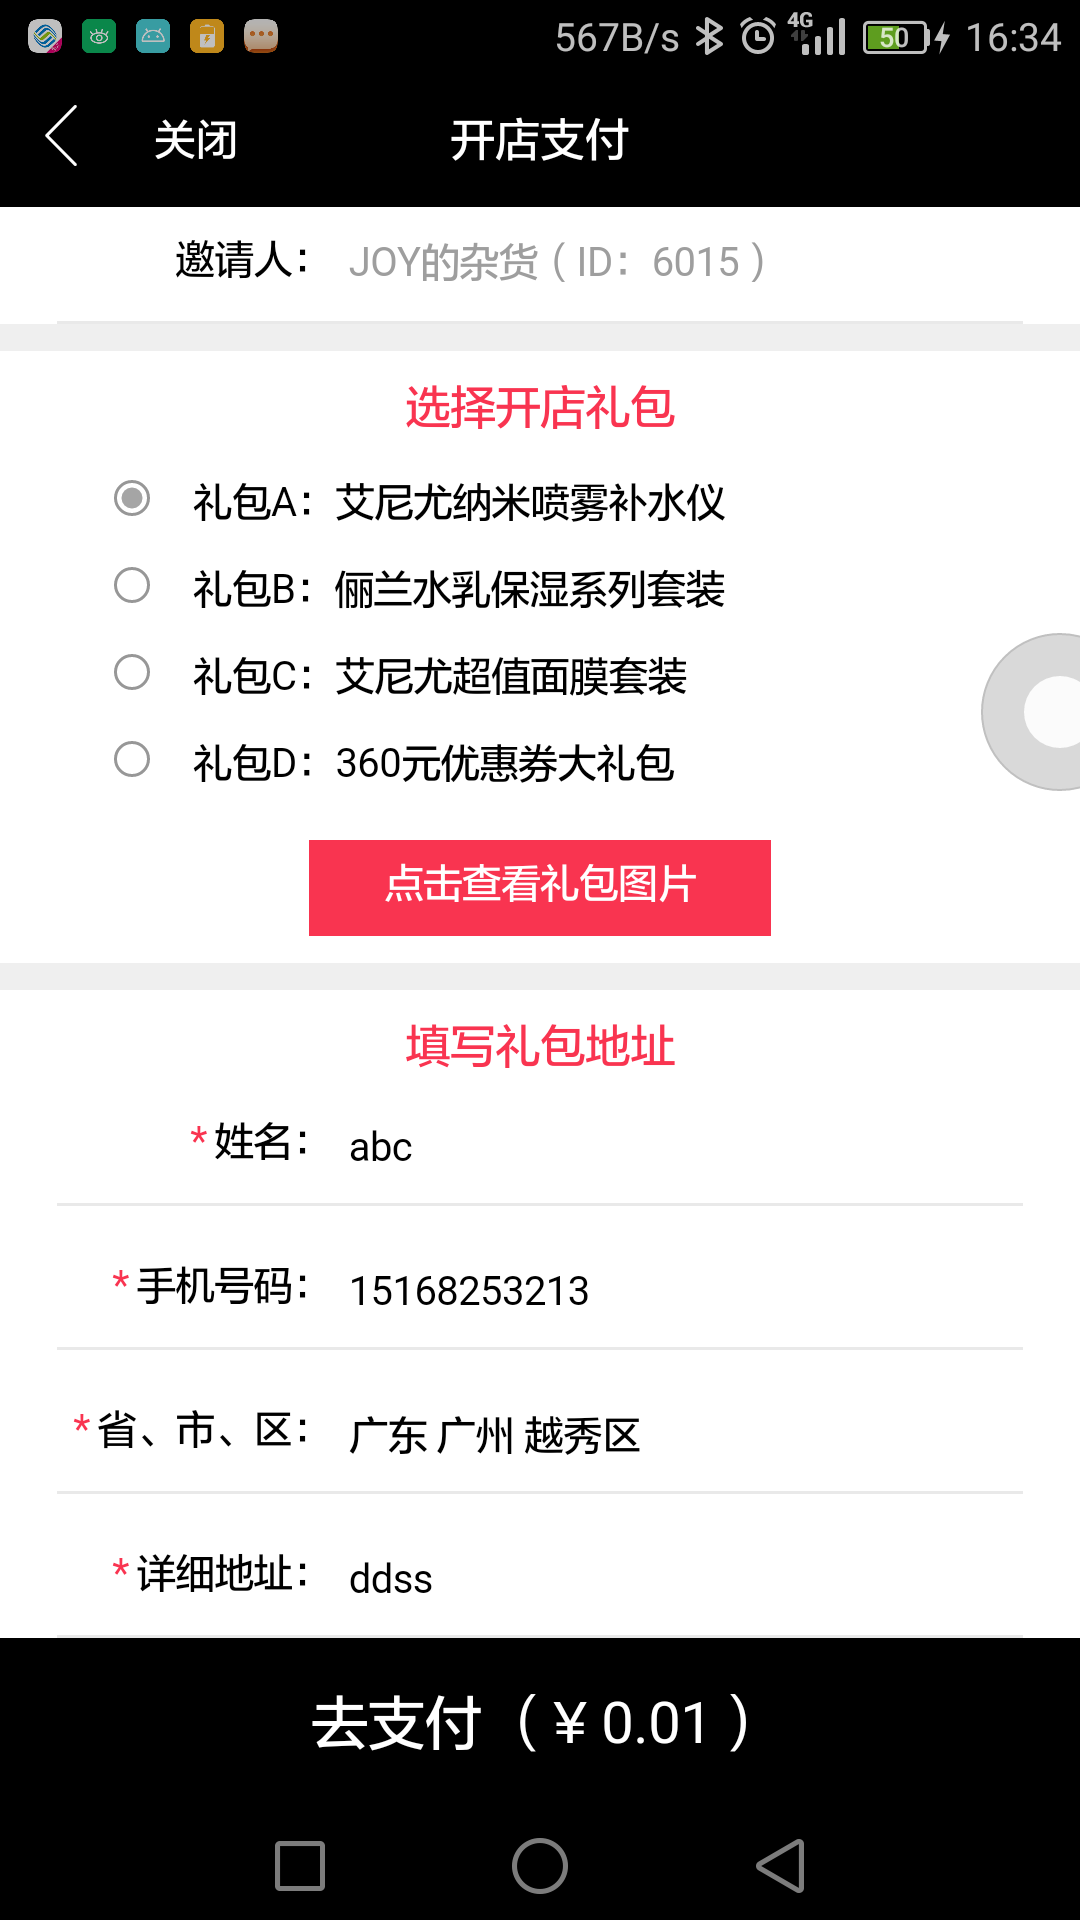 567B/s 4G 50 16:34
关闭 开店支付
邀请人： JOY的杂货（ID：6015）
选择开店礼包
礼包A：艾尼尤纳米喷雾补水仪
礼包B：俪兰水乳保湿系列套装
礼包C：艾尼尤超值面膜套装
礼包D：360元优惠券大礼包
点击查看礼包图片
填写礼包地址
*姓名： abc
*手机号码： 15168253213
*省、市、区： 广东 广州 越秀区
*详细地址： ddss
去支付（￥0.01）